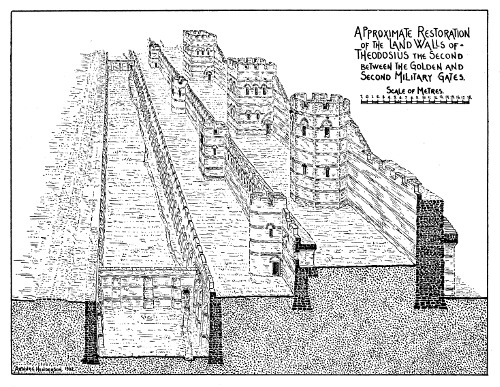 APPROXIMATE RESTORATION
OF THE LAND WALLS OF-
THEODOSIUS THE SECOND
BETWEEN THE GOLDEN AND
SECOND MILITARY GATES.
SCALE OF METRES.
HENDERSON